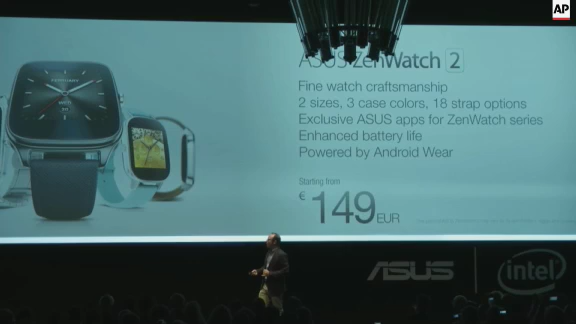 AP
ASUS ZenWatch 2
Fine watch craftsmanship
2 sizes, 3 case colors, 18 strap options
Exclusive ASUS apps for ZenWatch series
Enhanced battery life
Powered by Android Wear
Starting from
€ 149 EUR
ASUS
intel